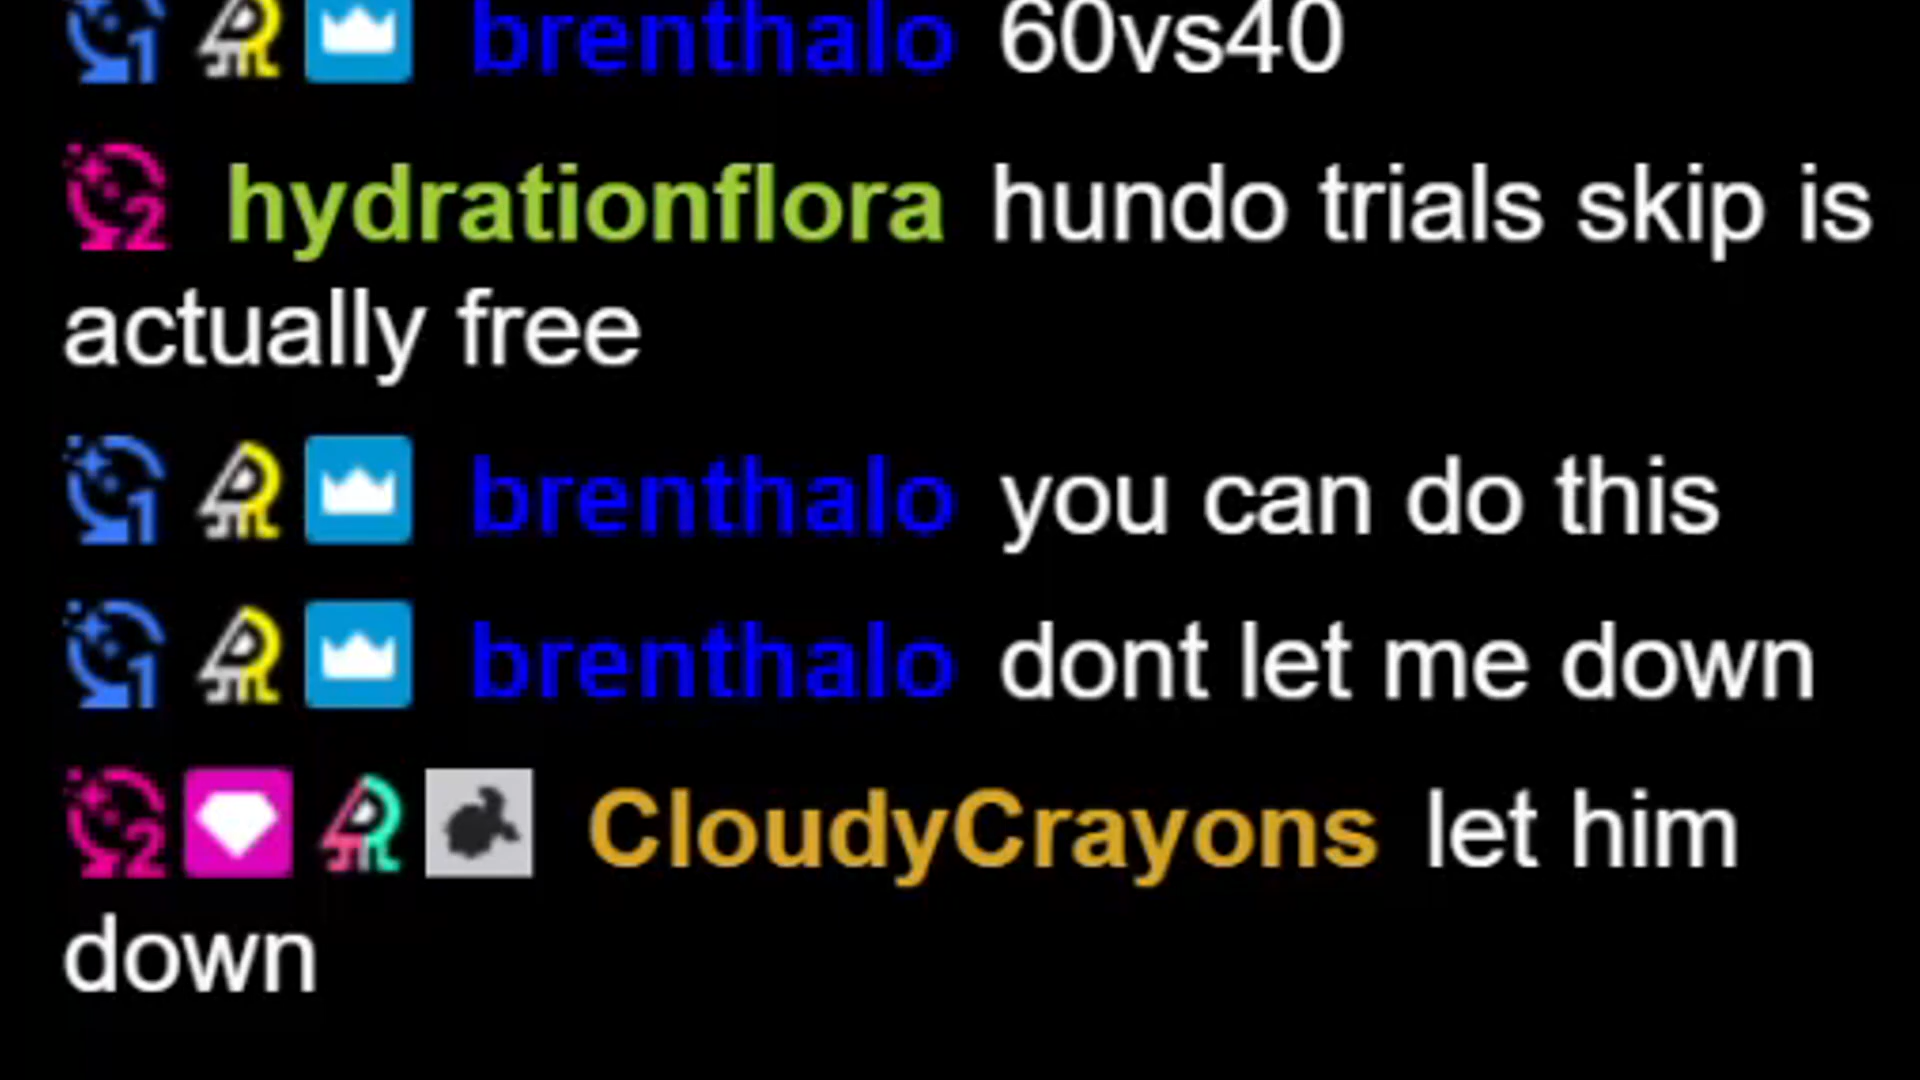 brenthalo 60vs40
hydrationflora hundo trials skip is
actually free
brenthalo you can do this
brenthalo dont let me down
CloudyCrayons let him
down